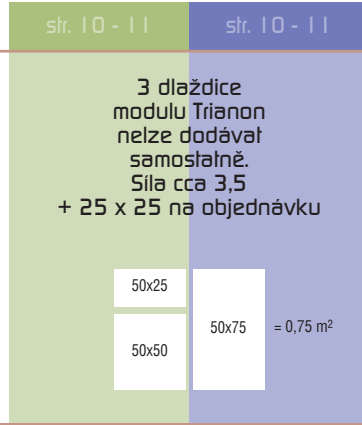 str. 10 - 11 str. 10 - 11
3 dlaždice
modulu Trianon
nelze dodávat
samostatně.
Síla cca 3,5
+ 25 x 25 na objednávku
50x25
50x75 = 0,75 m²
50x50